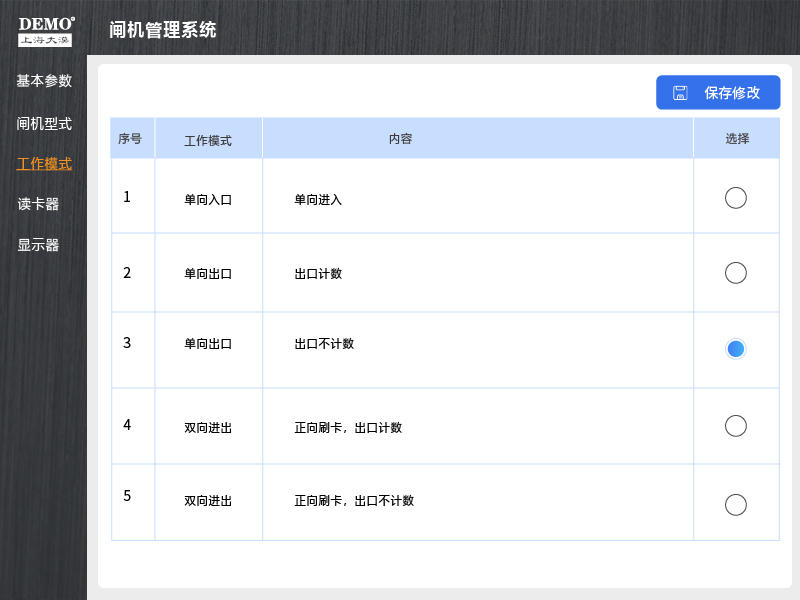 DEMO®
上海大漠
闸机管理系统
基本参数
闸机型式
工作模式
读卡器
显示器
保存修改
序号 工作模式 内容 选择
1 单向入口 单向进入
2 单向出口 出口计数
3 单向出口 出口不计数
4 双向进出 正向刷卡，出口计数
5 双向进出 正向刷卡，出口不计数